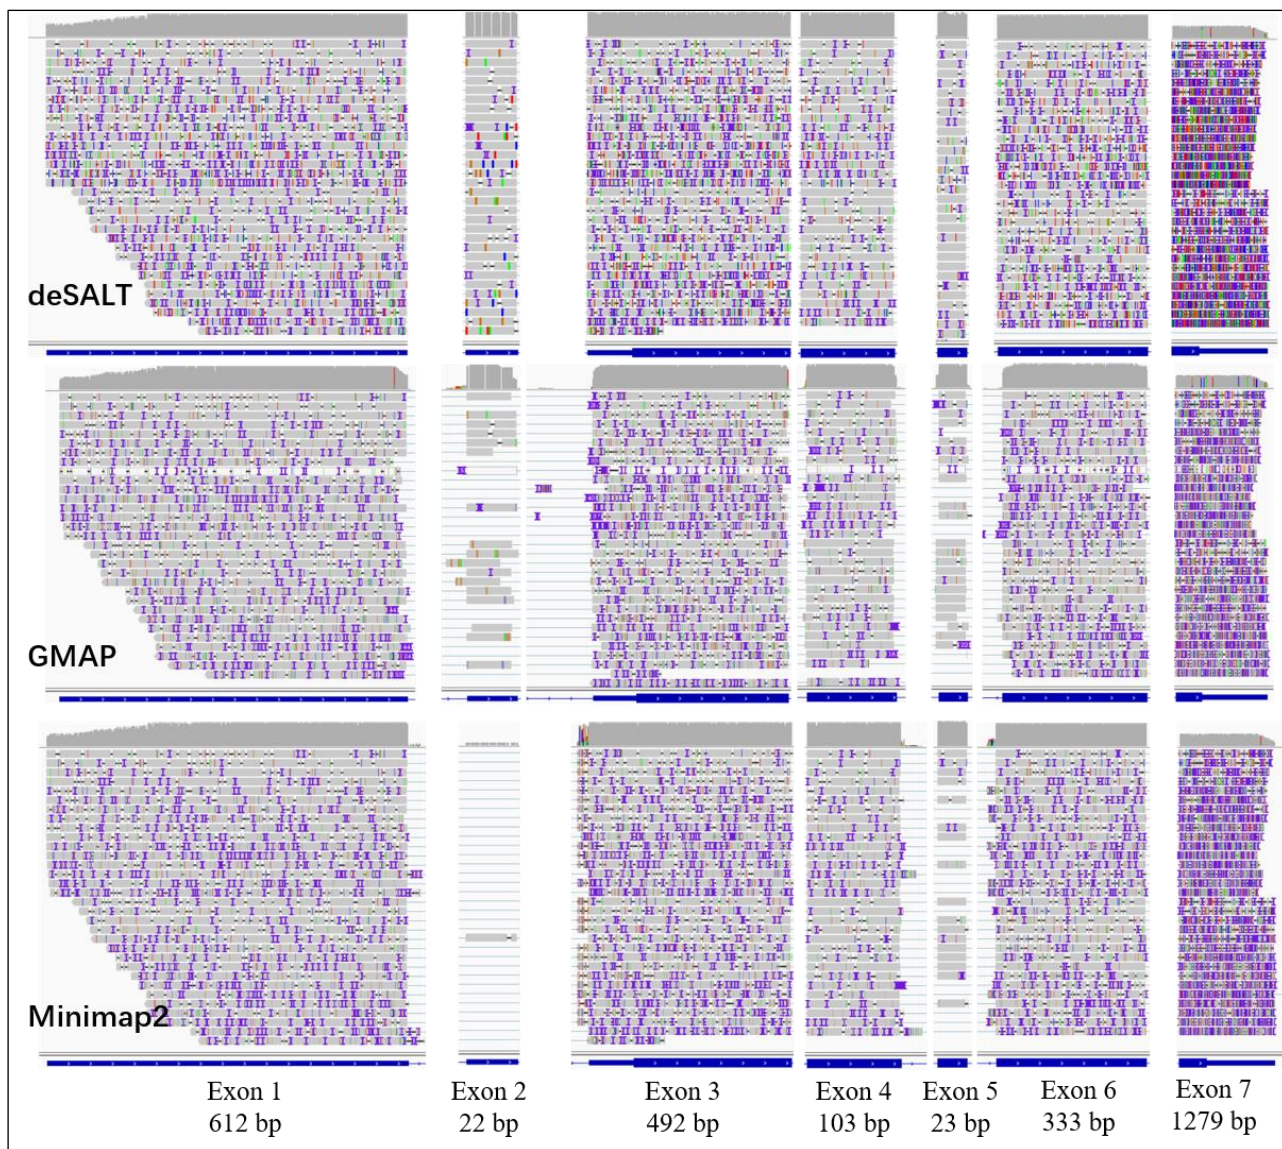 deSALT
GMAP
Minimap2
Exon 1 Exon 2 Exon 3 Exon 4 Exon 5 Exon 6 Exon 7
612 bp 22 bp 492 bp 103 bp 23 bp 333 bp 1279 bp